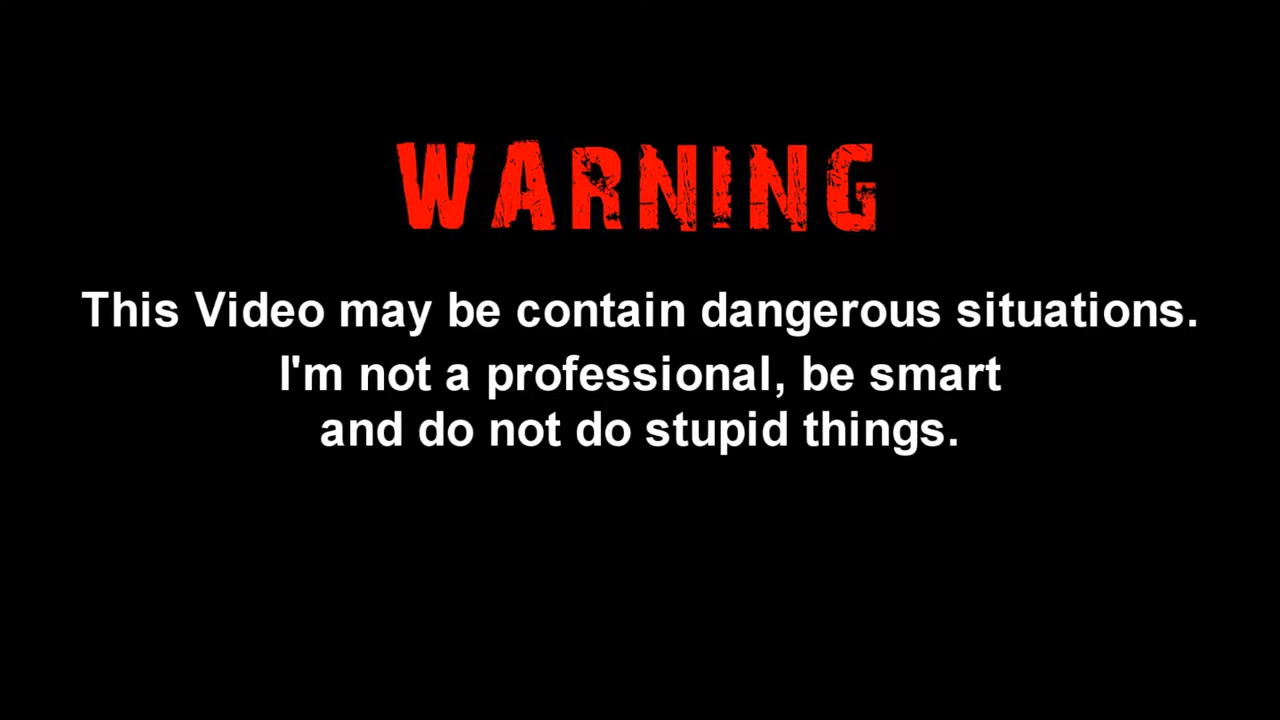 WARNING
This Video may be contain dangerous situations.
I'm not a professional, be smart
and do not do stupid things.